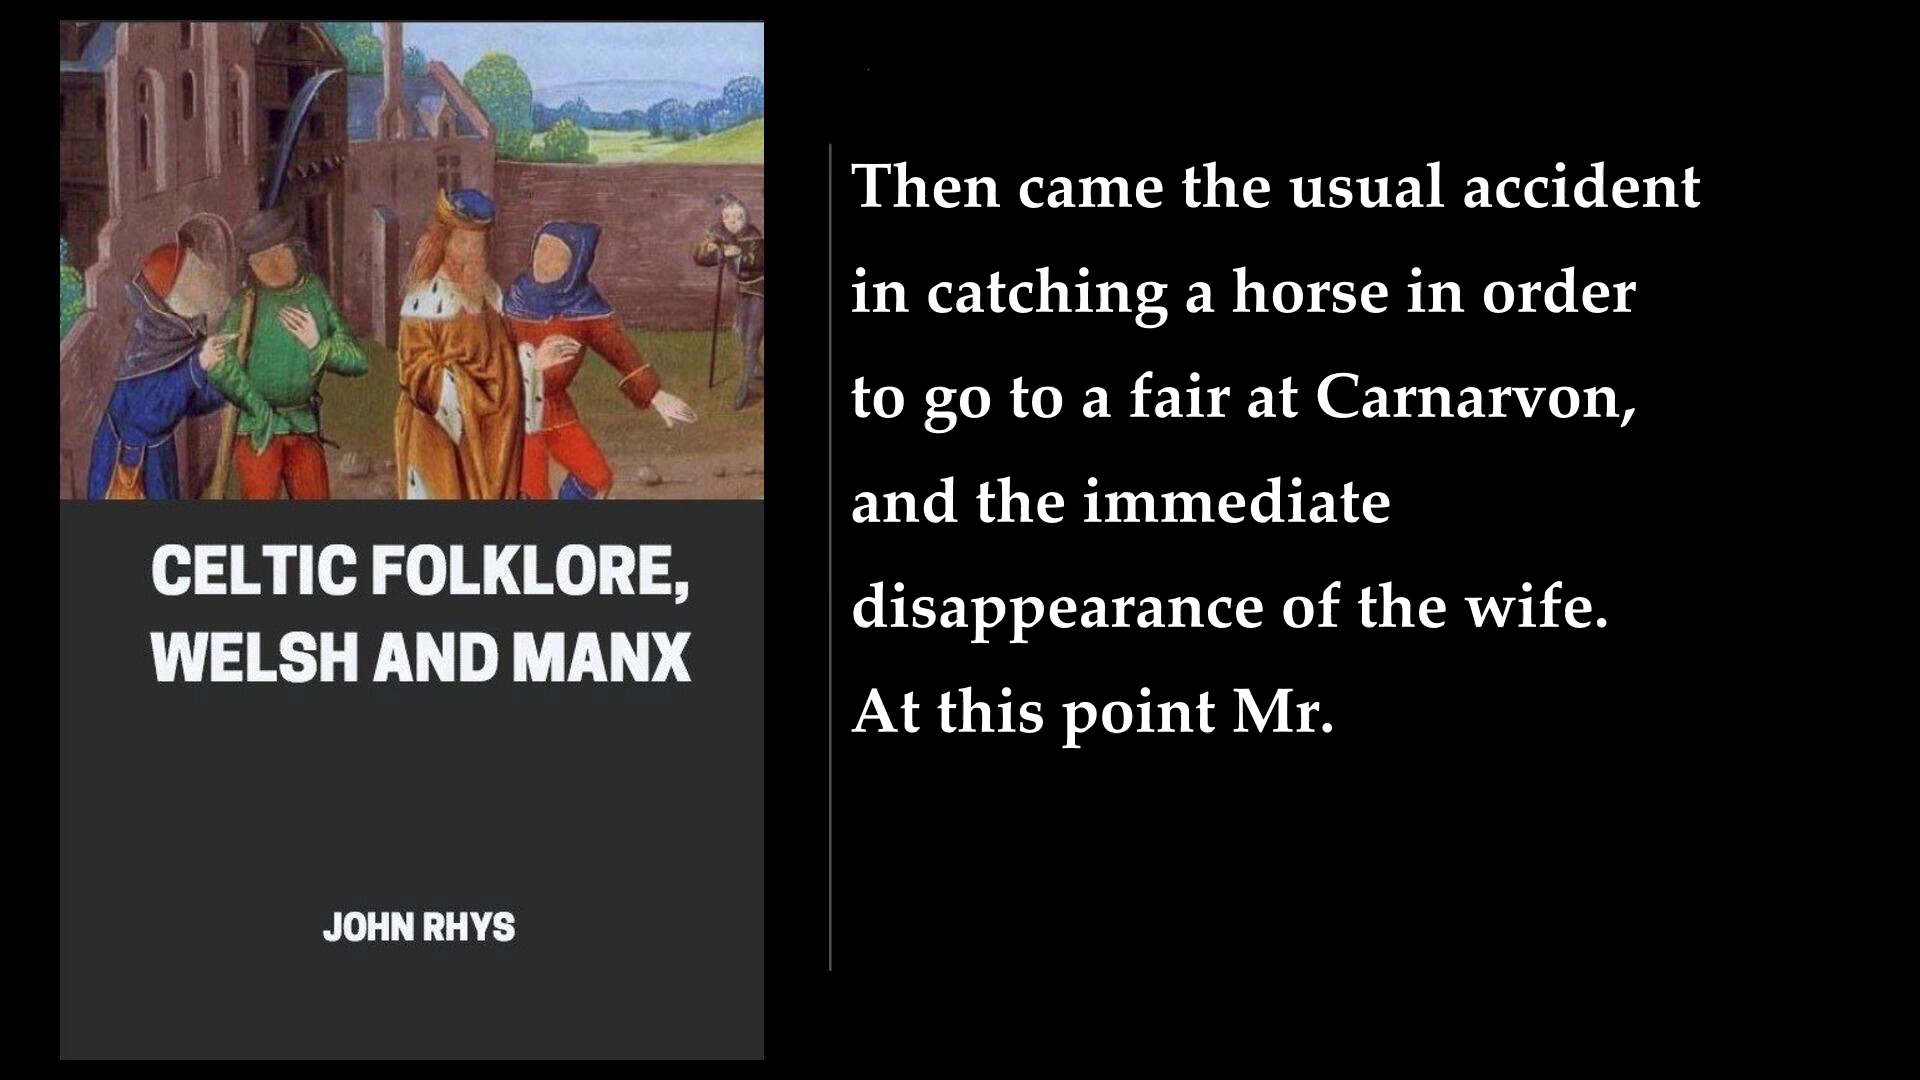 CELTIC FOLKLORE,
WELSH AND MANX
JOHN RHYS
Then came the usual accident
in catching a horse in order
to go to a fair at Carnarvon,
and the immediate
disappearance of the wife.
At this point Mr.